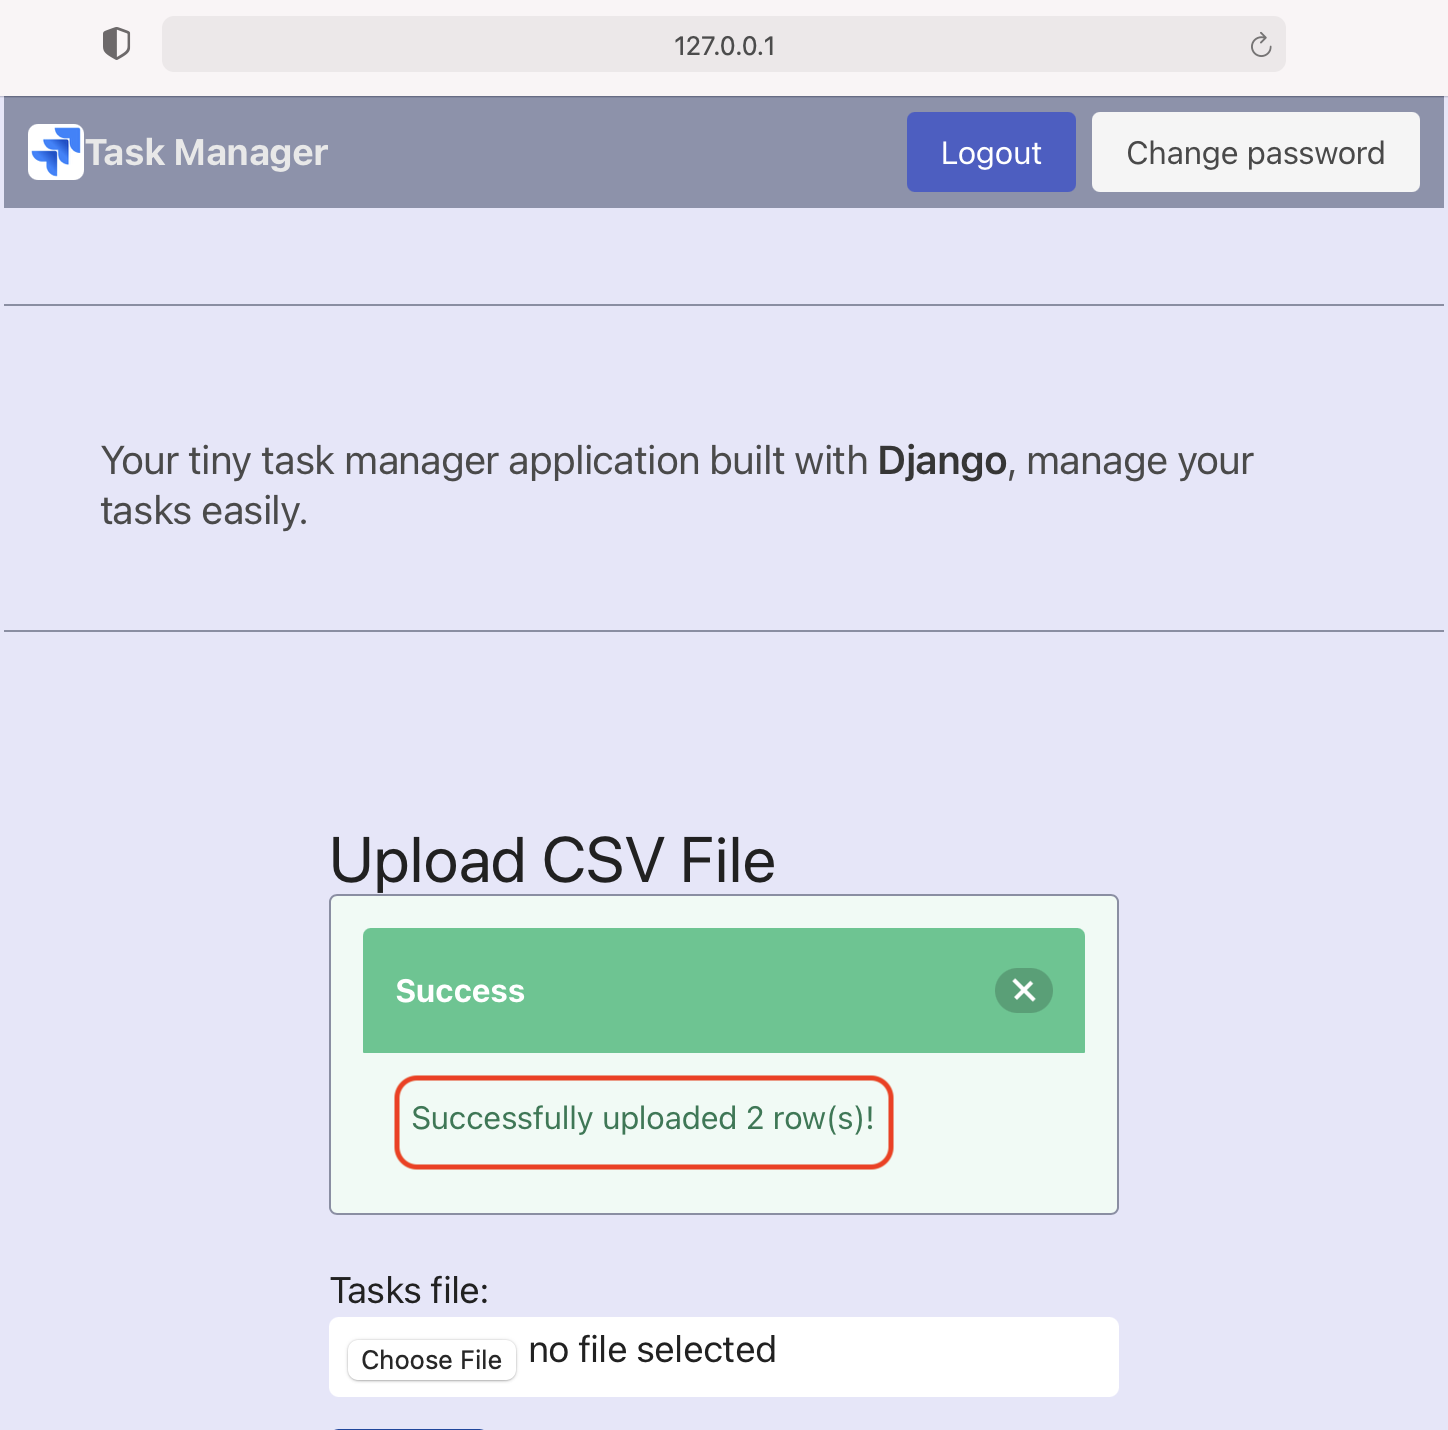 127.0.0.1
Task Manager
Logout
Change password
Your tiny task manager application built with Django, manage your
tasks easily.
Upload CSV File
Success
Successfully uploaded 2 row(s)!
Tasks file:
Choose File no file selected